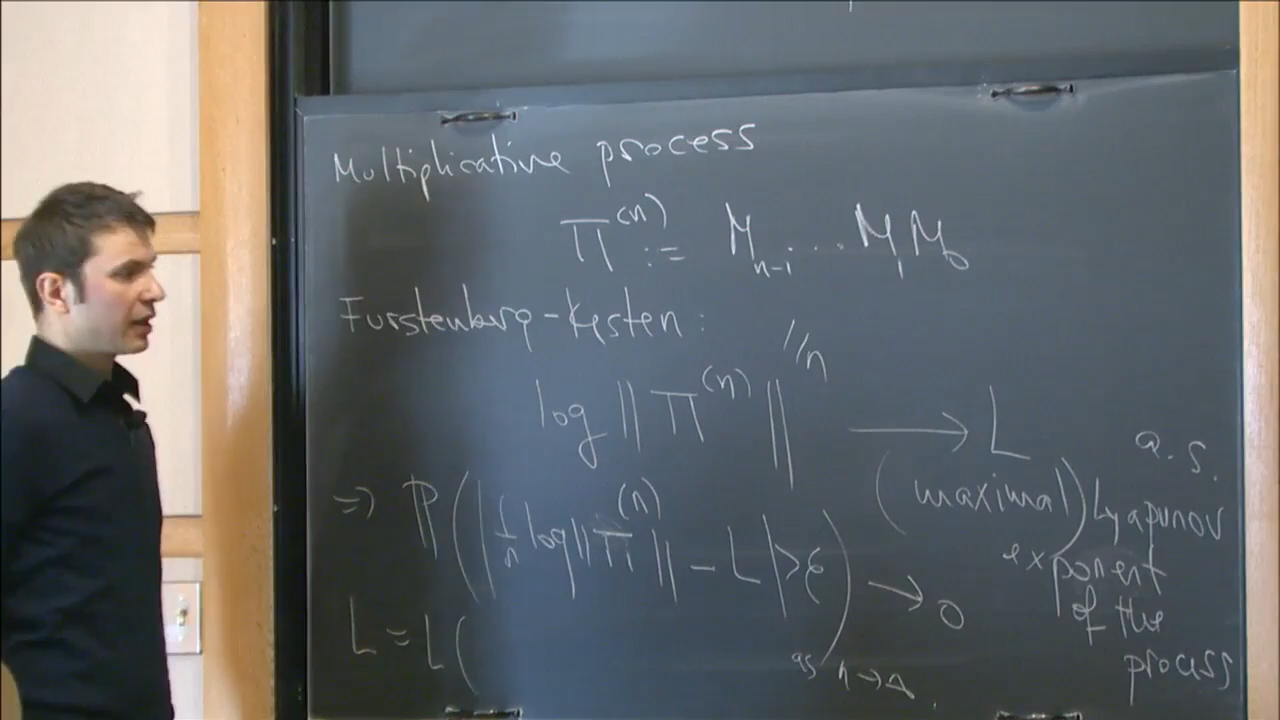 Multiplicative process
Π^(n) := M_{n-1} ... M_1 M_0
Furstenberg-Kesten:
log || Π^(n) ||^{1/n} → L a.s.
(maximal) Lyapunov
exponent
of the
process
=> P( | 1/n log || Π^(n) || - L | > ε ) → 0
as n → ∞.
L = L(